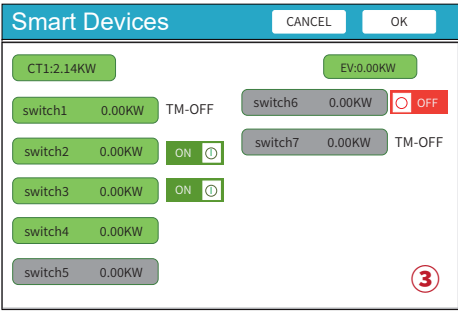 Smart Devices CANCEL OK
CT1:2.14KW EV:0.00KW
switch1 0.00KW TM-OFF switch6 0.00KW OFF
switch2 0.00KW ON switch7 0.00KW TM-OFF
switch3 0.00KW ON
switch4 0.00KW
switch5 0.00KW
③